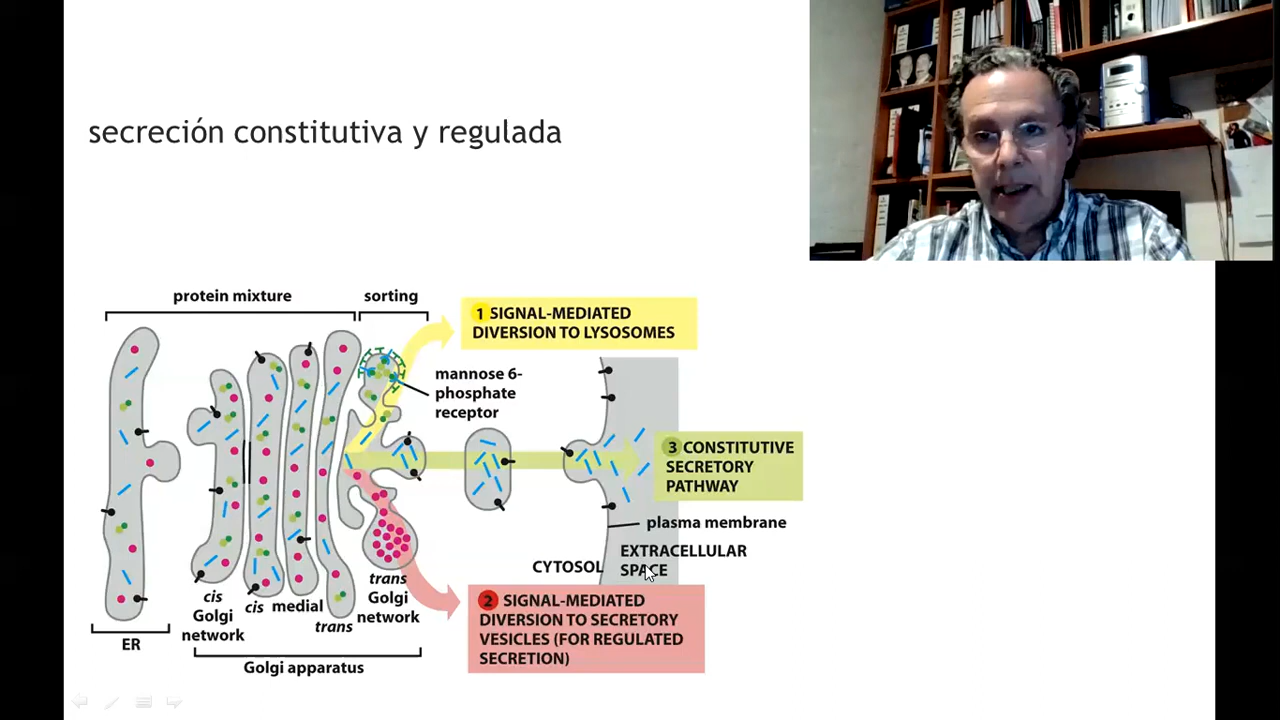 secreción constitutiva y regulada
protein mixture
sorting
1 SIGNAL-MEDIATED
DIVERSION TO LYSOSOMES
mannose 6-
phosphate
receptor
3 CONSTITUTIVE
SECRETORY
PATHWAY
plasma membrane
EXTRACELLULAR
SPACE
CYTOSOL
2 SIGNAL-MEDIATED
DIVERSION TO SECRETORY
VESICLES (FOR REGULATED
SECRETION)
trans
Golgi
network
cis
Golgi
network
cis
medial
trans
ER
Golgi apparatus